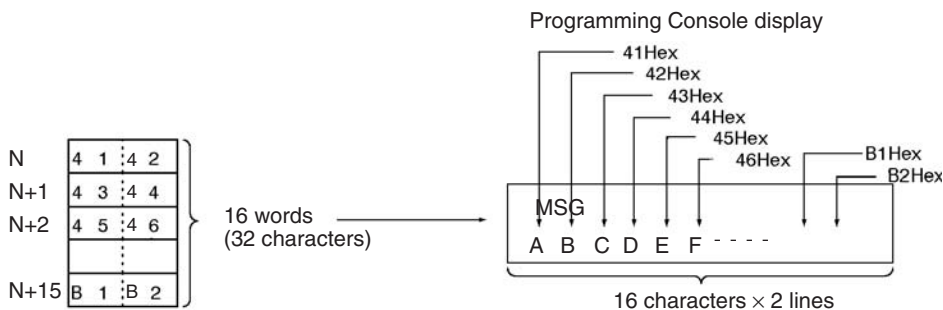 Programming Console display
41Hex
42Hex
43Hex
44Hex
45Hex
46Hex
B1Hex
B2Hex
N 4 1 4 2
N+1 4 3 4 4
N+2 4 5 4 6
N+15 B 1 B 2
16 words
(32 characters)
MSG
A B C D E F - - - -
16 characters × 2 lines